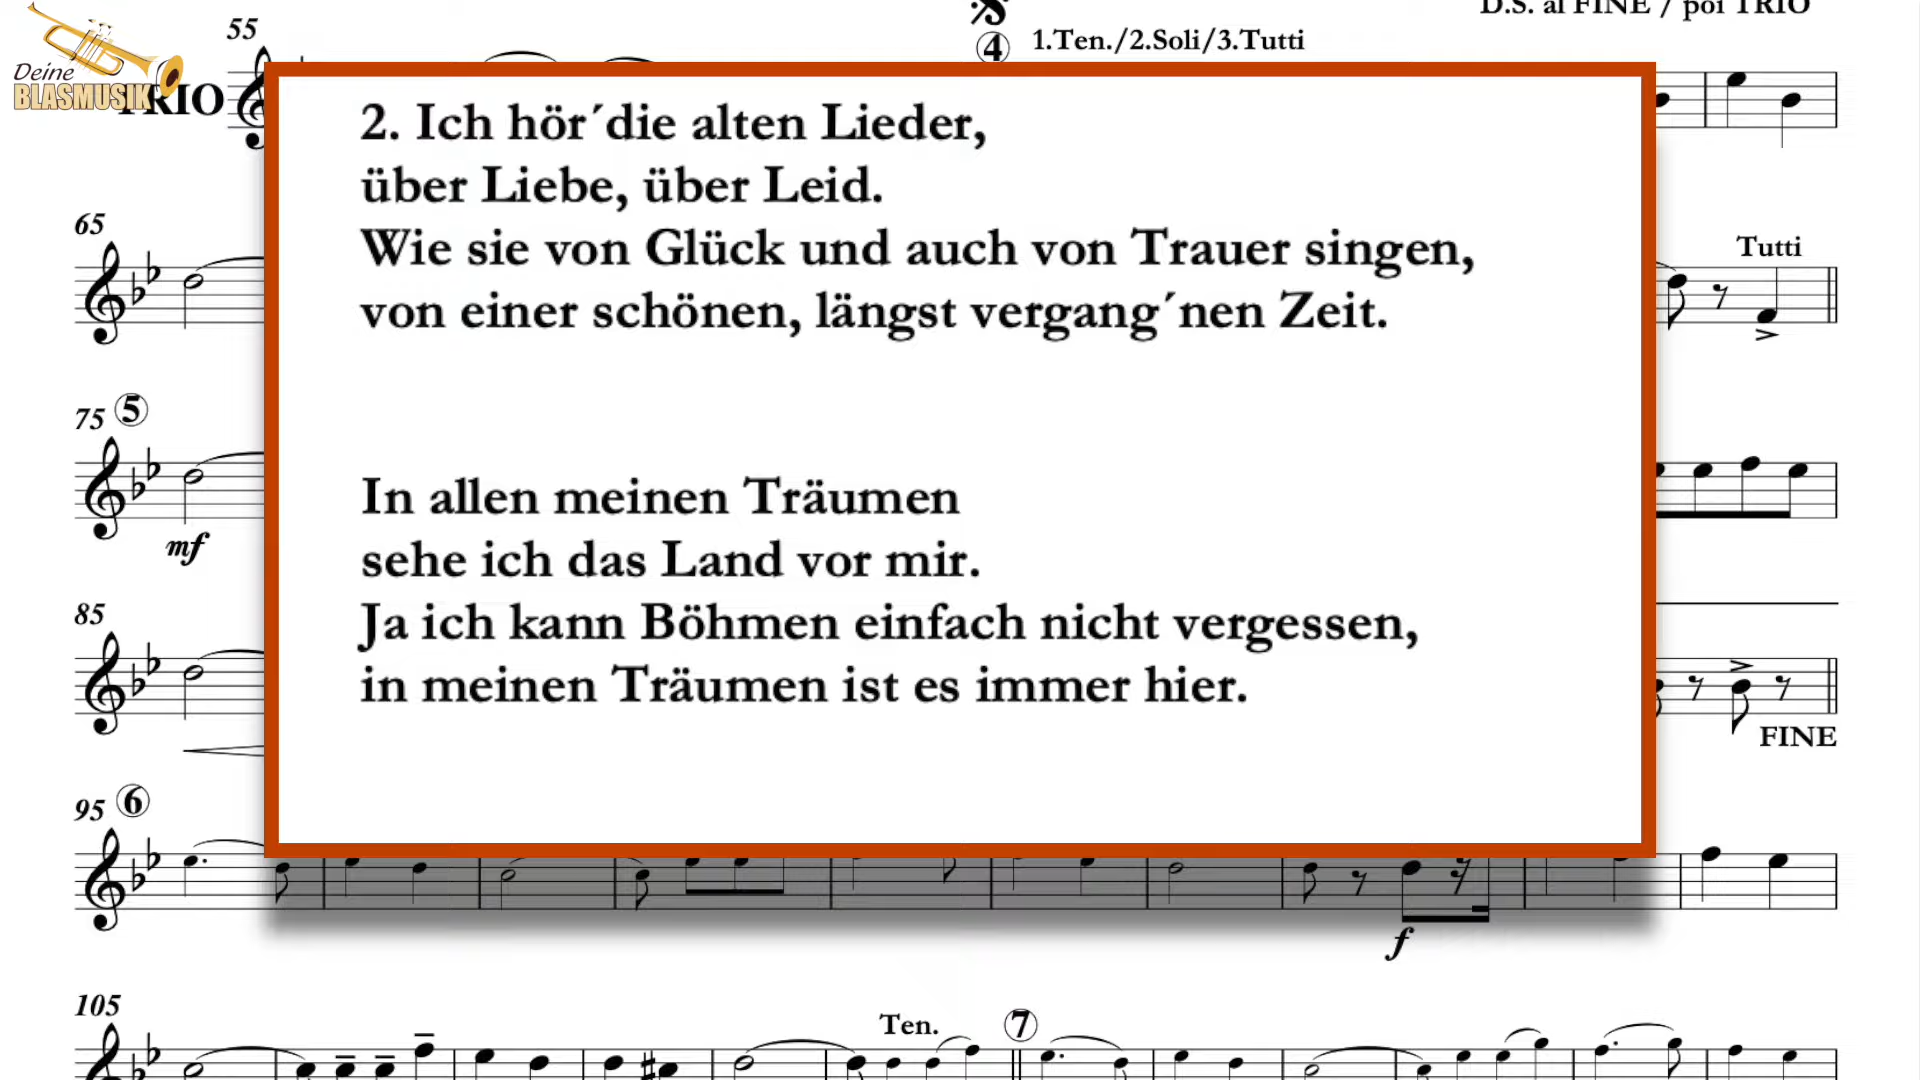 D.S. al FINE / poi TRIO
55
4
1.Ten./2.Soli/3.Tutti
Deine
BLASMUSIK
TRIO
2. Ich hör´die alten Lieder,
über Liebe, über Leid.
Wie sie von Glück und auch von Trauer singen,
von einer schönen, längst vergang´nen Zeit.
In allen meinen Träumen
sehe ich das Land vor mir.
Ja ich kann Böhmen einfach nicht vergessen,
in meinen Träumen ist es immer hier.
65
Tutti
75
5
mf
85
FINE
95
6
f
105
Ten.
7